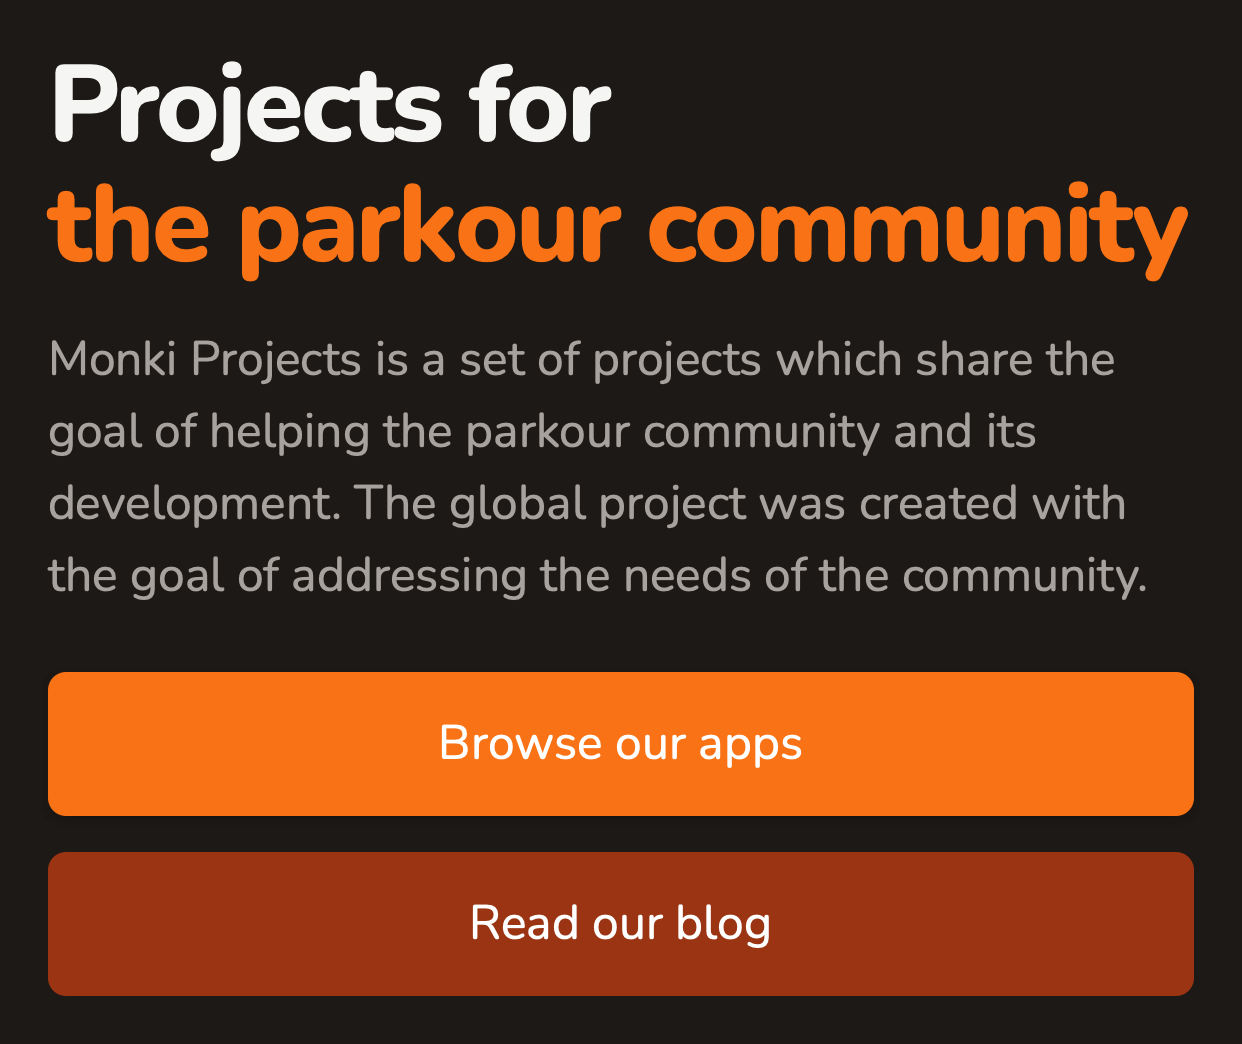 Projects for
the parkour community
Monki Projects is a set of projects which share the
goal of helping the parkour community and its
development. The global project was created with
the goal of addressing the needs of the community.
Browse our apps
Read our blog